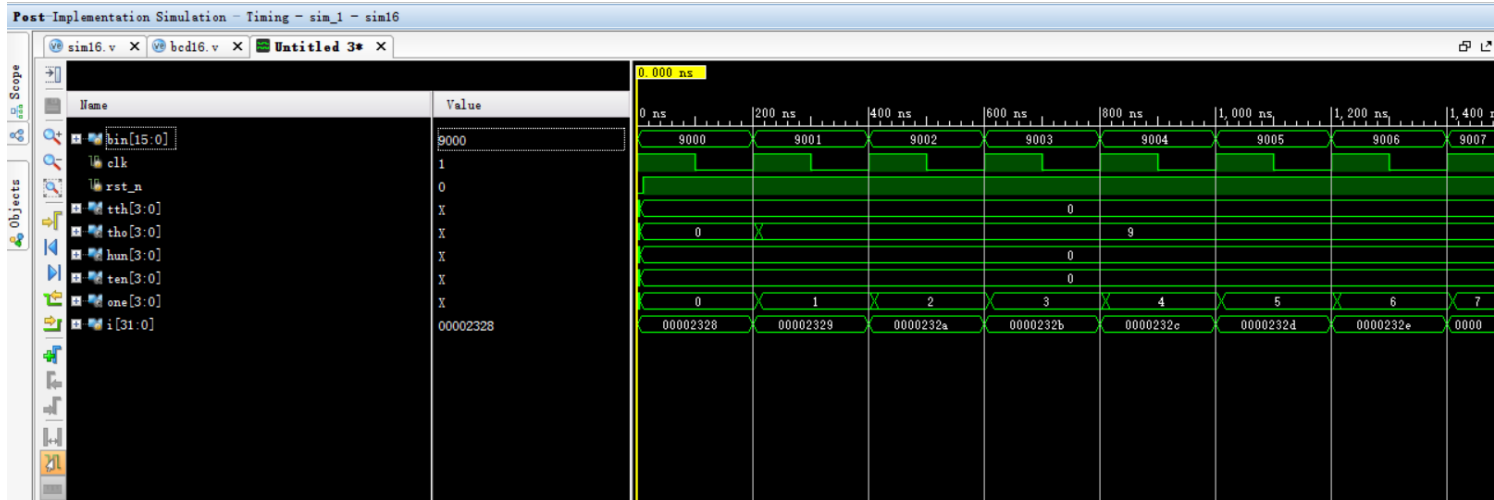 Post-Implementation Simulation - Timing - sim_1 - sim16
sim16.v X bcd16.v X Untitled 3* X
Scope
Objects
0.000 ns
Name Value
0 ns 200 ns 400 ns 600 ns 800 ns 1,000 ns 1,200 ns 1,400
bin[15:0] 9000 9000 9001 9002 9003 9004 9005 9006 9007
clk 1
rst_n 0
tth[3:0] X 0
tho[3:0] X 0 9
hun[3:0] X 0
ten[3:0] X 0
one[3:0] X 0 1 2 3 4 5 6 7
i[31:0] 00002328 00002328 00002329 0000232a 0000232b 0000232c 0000232d 0000232e 0000